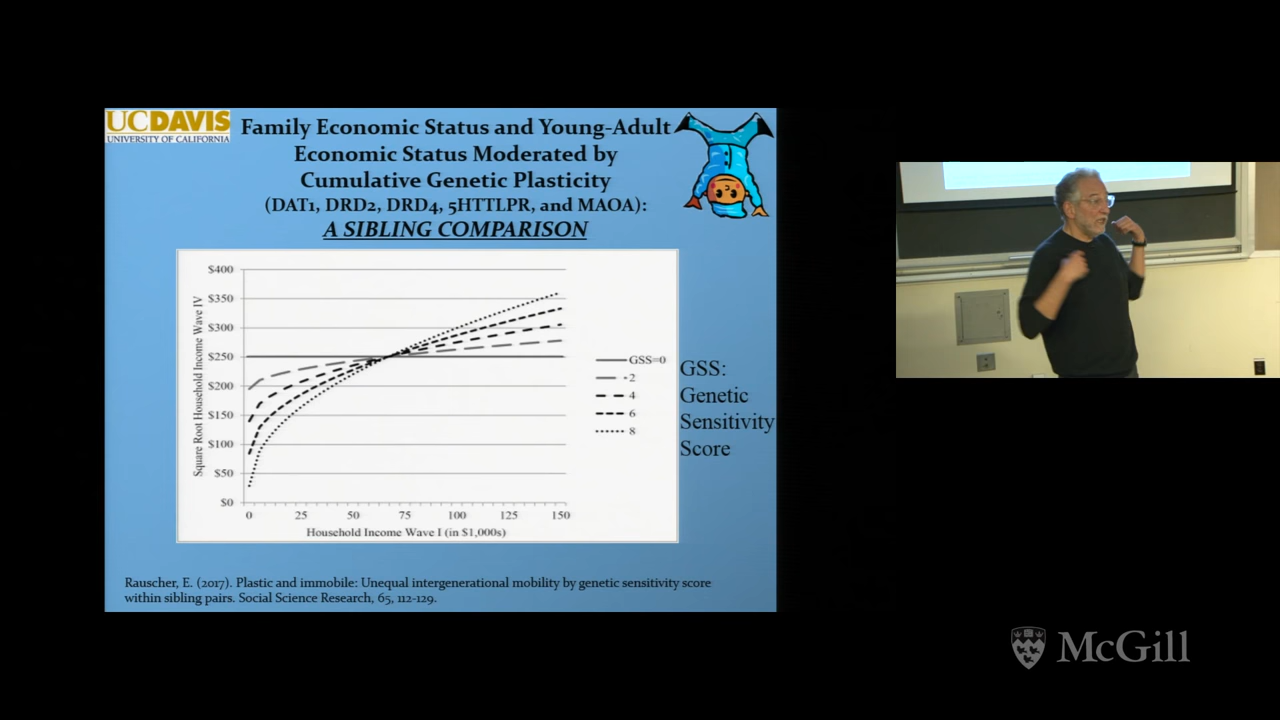 UCDAVIS
UNIVERSITY OF CALIFORNIA
Family Economic Status and Young-Adult
Economic Status Moderated by
Cumulative Genetic Plasticity
(DAT1, DRD2, DRD4, 5HTTLPR, and MAOA):
A SIBLING COMPARISON
Square Root Household Income Wave IV
$400
$350
$300
$250
$200
$150
$100
$50
$0
0 25 50 75 100 125 150
Household Income Wave I (in $1,000s)
GSS=0
2
4
6
8
GSS:
Genetic
Sensitivity
Score
Rauscher, E. (2017). Plastic and immobile: Unequal intergenerational mobility by genetic sensitivity score
within sibling pairs. Social Science Research, 65, 112-129.
McGill